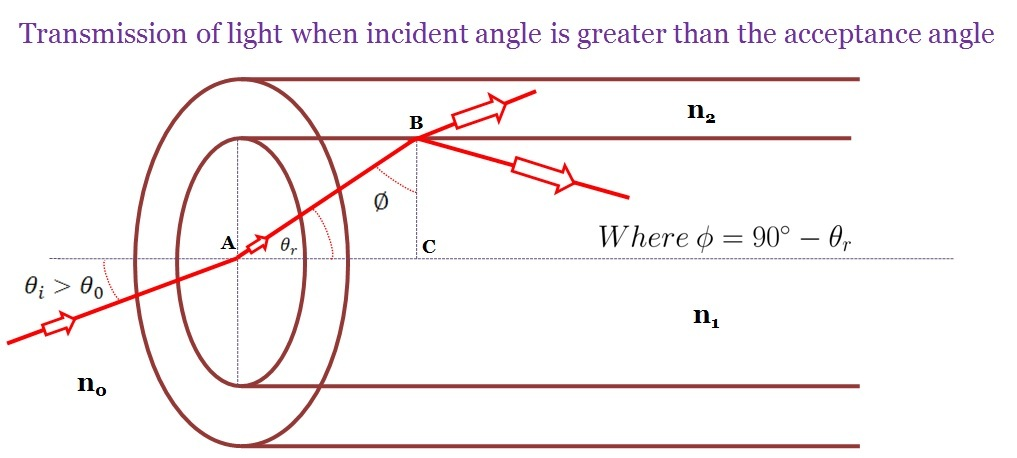 Transmission of light when incident angle is greater than the acceptance angle
n₂
B
∅
A
θᵣ
C
Where ϕ = 90° − θᵣ
θᵢ > θ₀
n₁
n₀